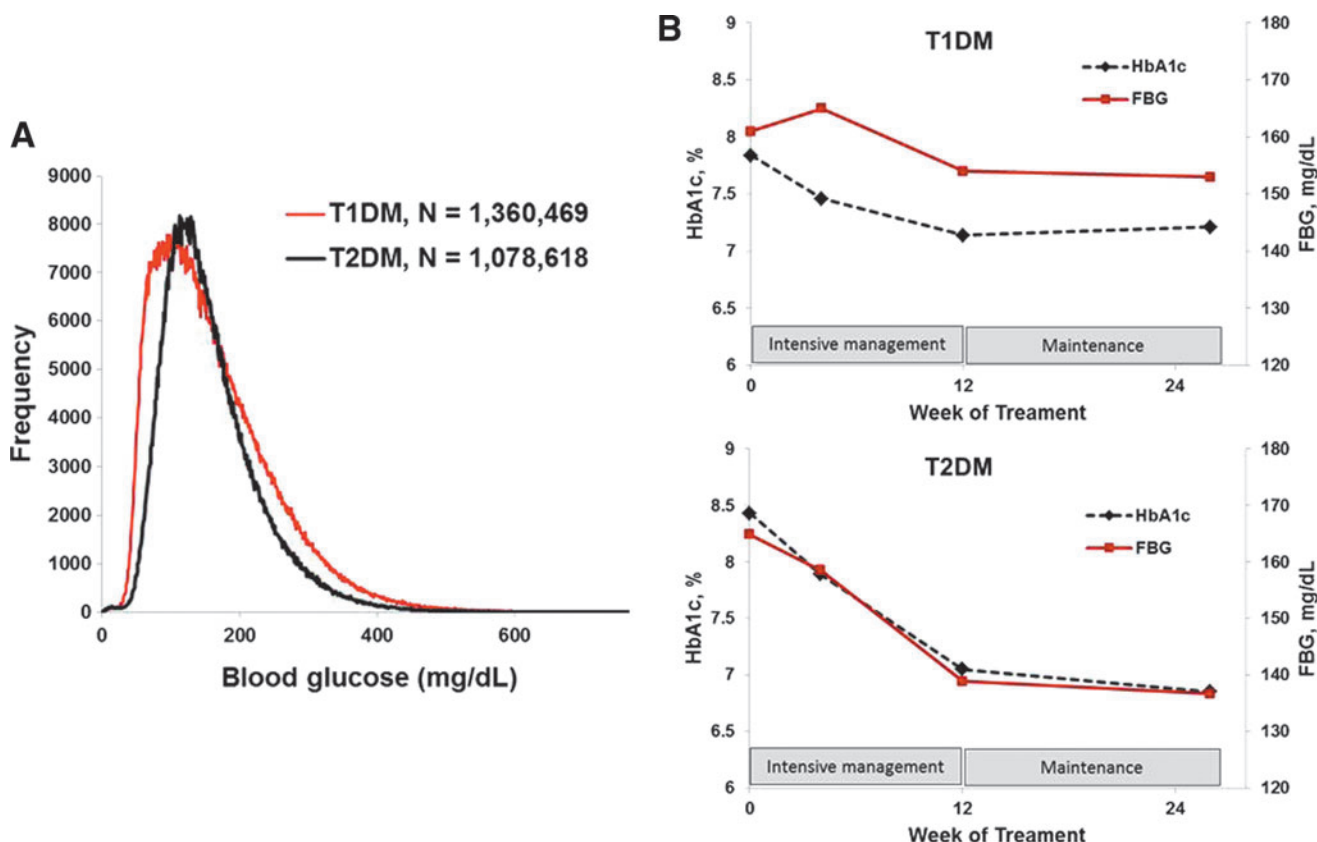 A
9000
8000
7000
6000
5000
4000
3000
2000
1000
0
Frequency
T1DM, N = 1,360,469
T2DM, N = 1,078,618
0
200
400
600
Blood glucose (mg/dL)
B
T1DM
HbA1c
FBG
9
8.5
8
7.5
7
6.5
6
HbA1c, %
180
170
160
150
140
130
120
FBG, mg/dL
Intensive management
Maintenance
0
12
24
Week of Treament
T2DM
HbA1c
FBG
9
8.5
8
7.5
7
6.5
6
HbA1c, %
180
170
160
150
140
130
120
FBG, mg/dL
Intensive management
Maintenance
0
12
24
Week of Treament